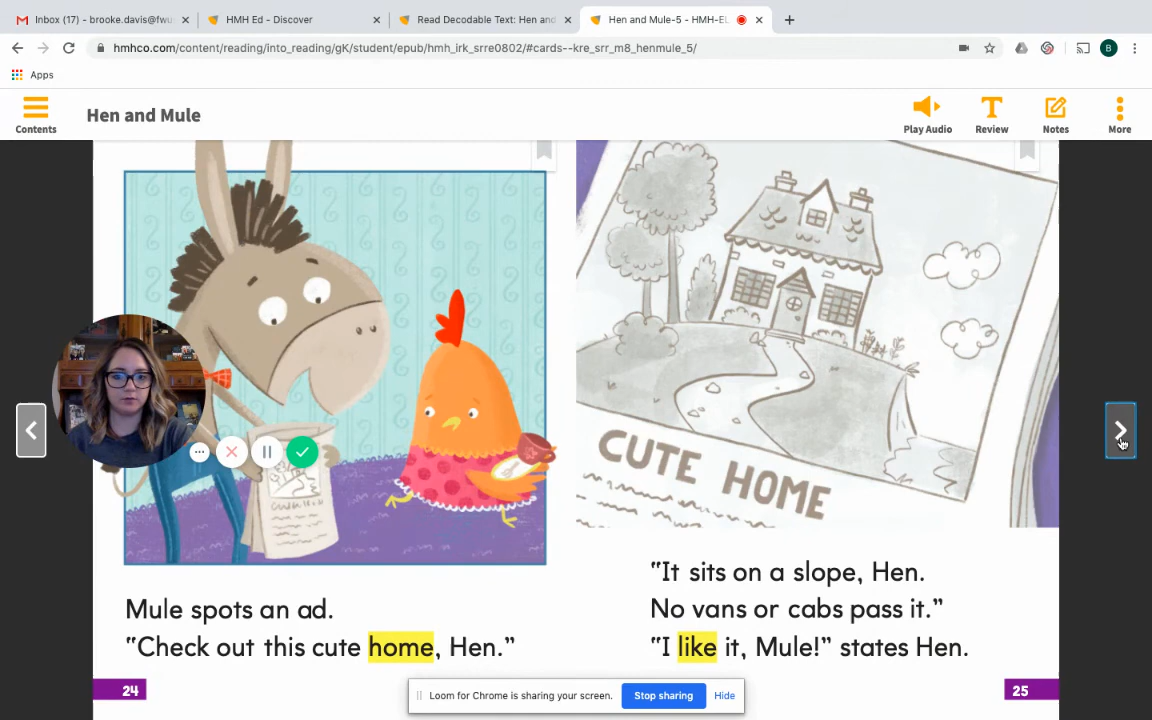 Inbox (17) - brooke.davis@fwu
HMH Ed - Discover
Read Decodable Text: Hen and
Hen and Mule-5 - HMH-EL
hmhco.com/content/reading/into_reading/gK/student/epub/hmh_irk_srre0802/#cards--kre_srr_m8_henmule_5/
B
Apps
Contents
Hen and Mule
Play Audio
Review
Notes
More
CUTE HOME
Mule spots an ad.
"Check out this cute home, Hen."
"It sits on a slope, Hen.
No vans or cabs pass it."
"I like it, Mule!" states Hen.
24
25
Loom for Chrome is sharing your screen.
Stop sharing
Hide